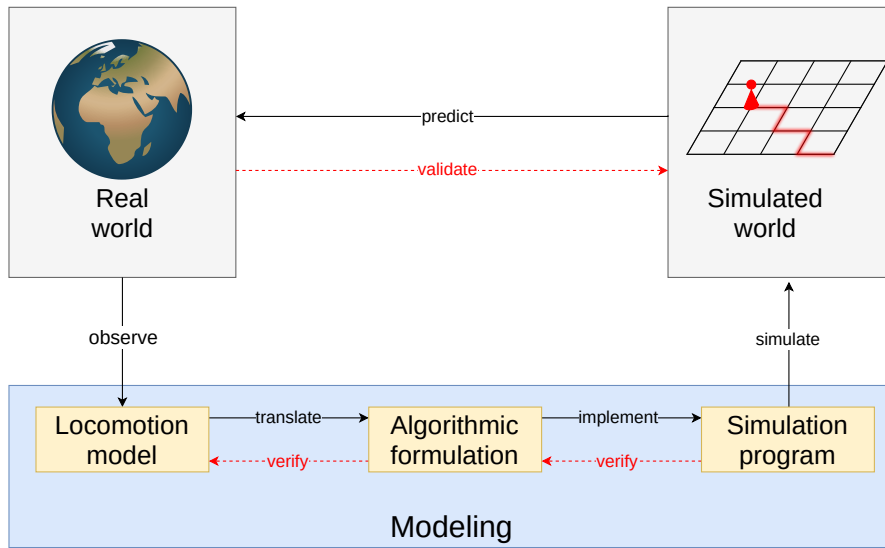 predict
validate
Real
world
Simulated
world
observe
simulate
Locomotion
model
translate
verify
Algorithmic
formulation
implement
verify
Simulation
program
Modeling